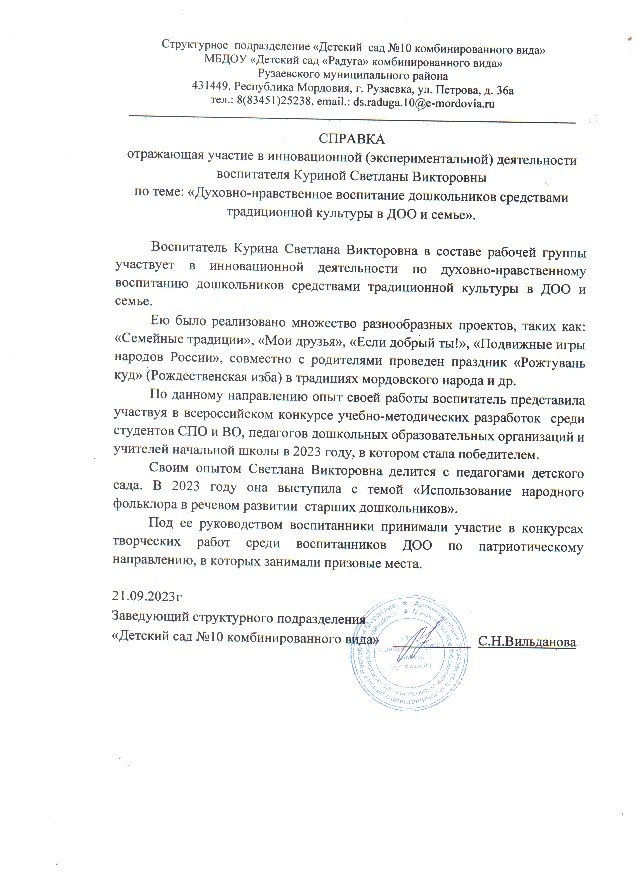 Структурное подразделение «Детский сад №10 комбинированного вида»
МБДОУ «Детский сад «Радуга» комбинированного вида»
Рузаевского муниципального района
431449, Республика Мордовия, г. Рузаевка, ул. Петрова, д. 36а
тел.: 8(83451)25238, email.: ds.raduga.10@e-mordovia.ru
СПРАВКА
отражающая участие в инновационной (экспериментальной) деятельности
воспитателя Куриной Светланы Викторовны
по теме: «Духовно-нравственное воспитание дошкольников средствами
традиционной культуры в ДОО и семье».
Воспитатель Курина Светлана Викторовна в составе рабочей группы
участвует в инновационной деятельности по духовно-нравственному
воспитанию дошкольников средствами традиционной культуры в ДОО и
семье.
Ею было реализовано множество разнообразных проектов, таких как:
«Семейные традиции», «Мои друзья», «Если добрый ты!», «Подвижные игры
народов России», совместно с родителями проведен праздник «Рожтувань
куд» (Рождественская изба) в традициях мордовского народа и др.
По данному направлению опыт своей работы воспитатель представила
участвуя в всероссийском конкурсе учебно-методических разработок среди
студентов СПО и ВО, педагогов дошкольных образовательных организаций и
учителей начальной школы в 2023 году, в котором стала победителем.
Своим опытом Светлана Викторовна делится с педагогами детского
сада. В 2023 году она выступила с темой «Использование народного
фольклора в речевом развитии старших дошкольников».
Под ее руководством воспитанники принимали участие в конкурсах
творческих работ среди воспитанников ДОО по патриотическому
направлению, в которых занимали призовые места.
21.09.2023г
Заведующий структурного подразделения
«Детский сад №10 комбинированного вида» С.Н.Вильданова